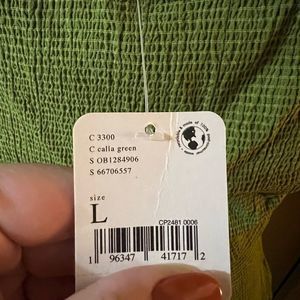 C 3300
C calla green
S OB1284906
S 66706557
size
L
CP2481 0006
1 96347 41717 2